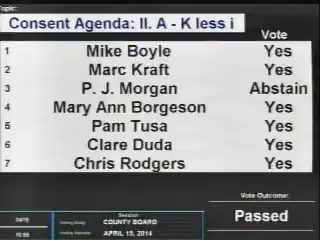 Topic:
Consent Agenda: II. A - K less i
Vote
1 Mike Boyle Yes
2 Marc Kraft Yes
3 P. J. Morgan Abstain
4 Mary Ann Borgeson Yes
5 Pam Tusa Yes
6 Clare Duda Yes
7 Chris Rodgers Yes
Vote Outcome:
Passed
Session
COUNTY BOARD
APRIL 15, 2014